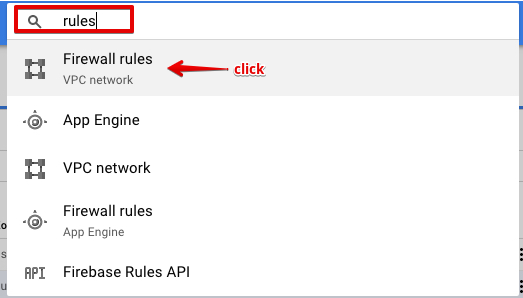 rules
Firewall rules
VPC network
click
App Engine
VPC network
Firewall rules
App Engine
API
Firebase Rules API